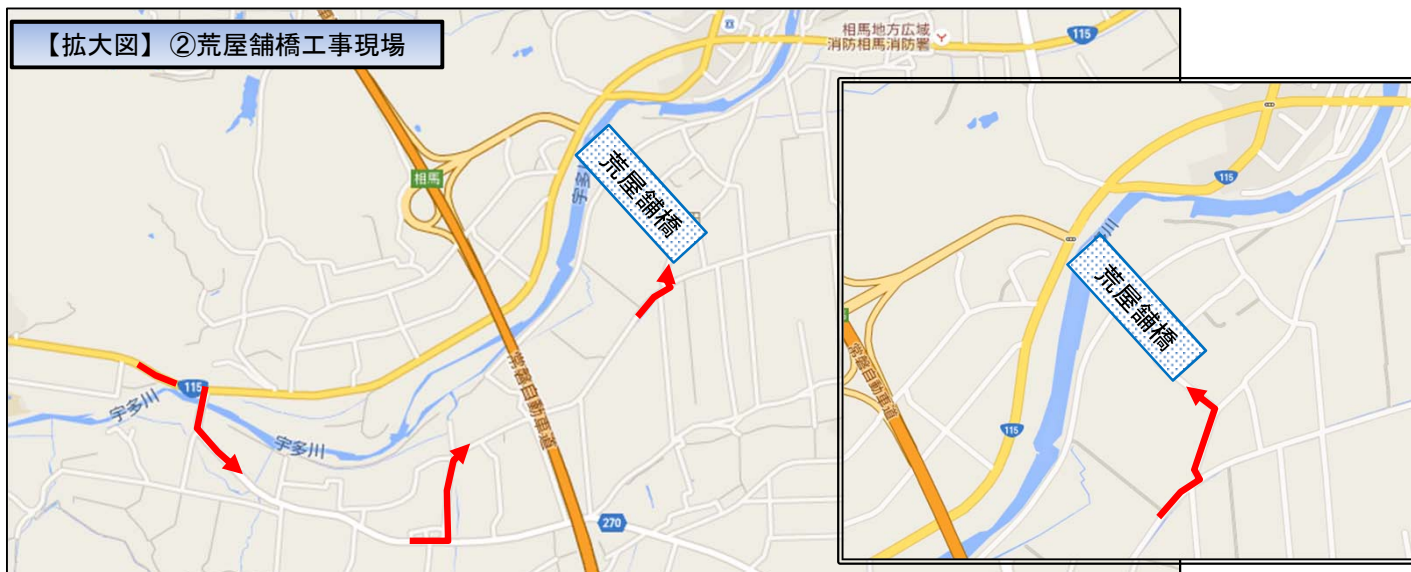 【拡大図】②荒屋舗橋工事現場
相馬地方広域
消防相馬消防署
115
相馬
宇多川
荒屋舗橋
常磐自動車道
115
宇多川
宇多川
270
川
115
荒屋舗橋
常磐自動車道
115